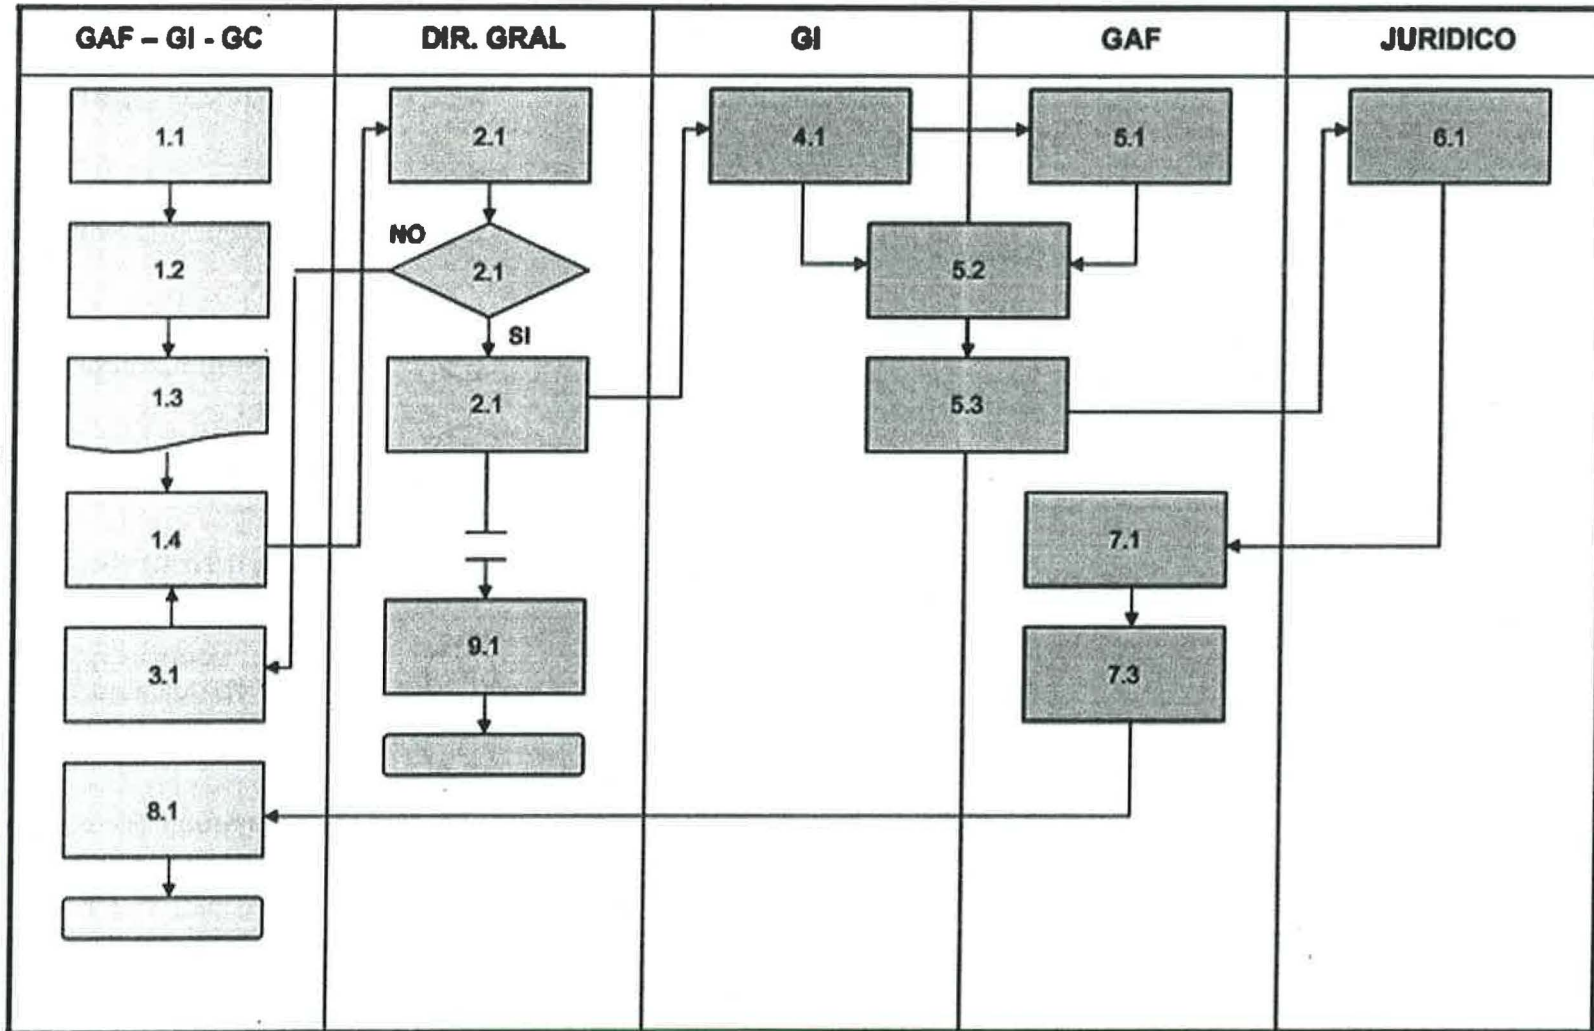 GAF – GI - GC
DIR. GRAL
GI
GAF
JURIDICO
1.1
2.1
4.1
5.1
6.1
NO
1.2
2.1
5.2
SI
1.3
2.1
5.3
1.4
7.1
9.1
3.1
7.3
8.1